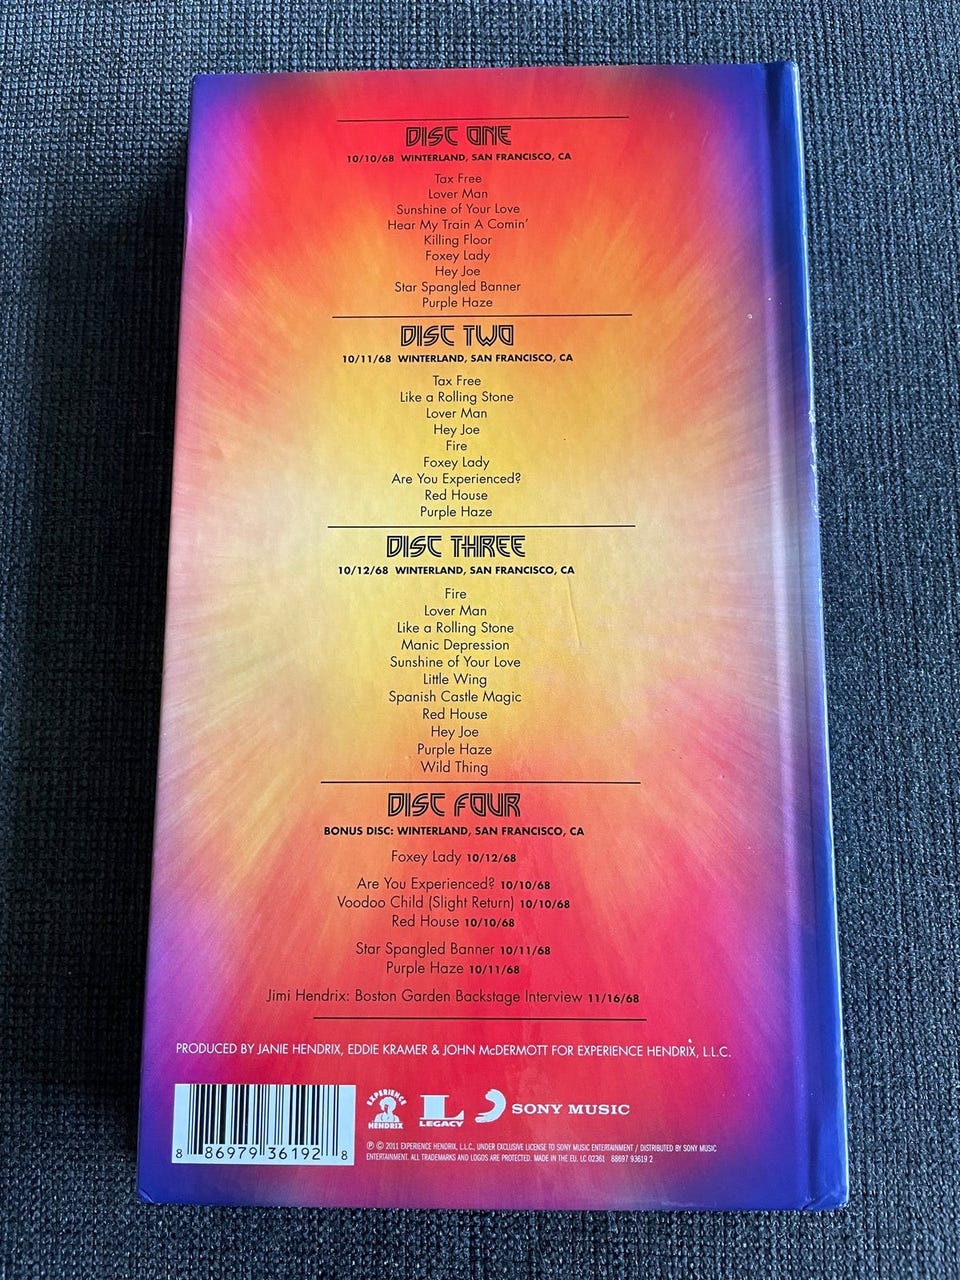 DISC ONE
10/10/68 WINTERLAND, SAN FRANCISCO, CA
Tax Free
Lover Man
Sunshine of Your Love
Hear My Train A Comin'
Killing Floor
Foxey Lady
Hey Joe
Star Spangled Banner
Purple Haze
DISC TWO
10/11/68 WINTERLAND, SAN FRANCISCO, CA
Tax Free
Like a Rolling Stone
Lover Man
Hey Joe
Fire
Foxey Lady
Are You Experienced?
Red House
Purple Haze
DISC THREE
10/12/68 WINTERLAND, SAN FRANCISCO, CA
Fire
Lover Man
Like a Rolling Stone
Manic Depression
Sunshine of Your Love
Little Wing
Spanish Castle Magic
Red House
Hey Joe
Purple Haze
Wild Thing
DISC FOUR
BONUS DISC: WINTERLAND, SAN FRANCISCO, CA
Foxey Lady 10/12/68
Are You Experienced? 10/10/68
Voodoo Child (Slight Return) 10/10/68
Red House 10/10/68
Star Spangled Banner 10/11/68
Purple Haze 10/11/68
Jimi Hendrix: Boston Garden Backstage Interview 11/16/68
PRODUCED BY JANIE HENDRIX, EDDIE KRAMER & JOHN McDERMOTT FOR EXPERIENCE HENDRIX, L.L.C.
8 86979 36192 8
EXPERIENCE
HENDRIX
L
LEGACY
SONY MUSIC
℗ © 2011 EXPERIENCE HENDRIX, L.L.C., UNDER EXCLUSIVE LICENSE TO SONY MUSIC ENTERTAINMENT / DISTRIBUTED BY SONY MUSIC
ENTERTAINMENT. ALL TRADEMARKS AND LOGOS ARE PROTECTED. MADE IN THE EU. LC 02361 88697 93619 2